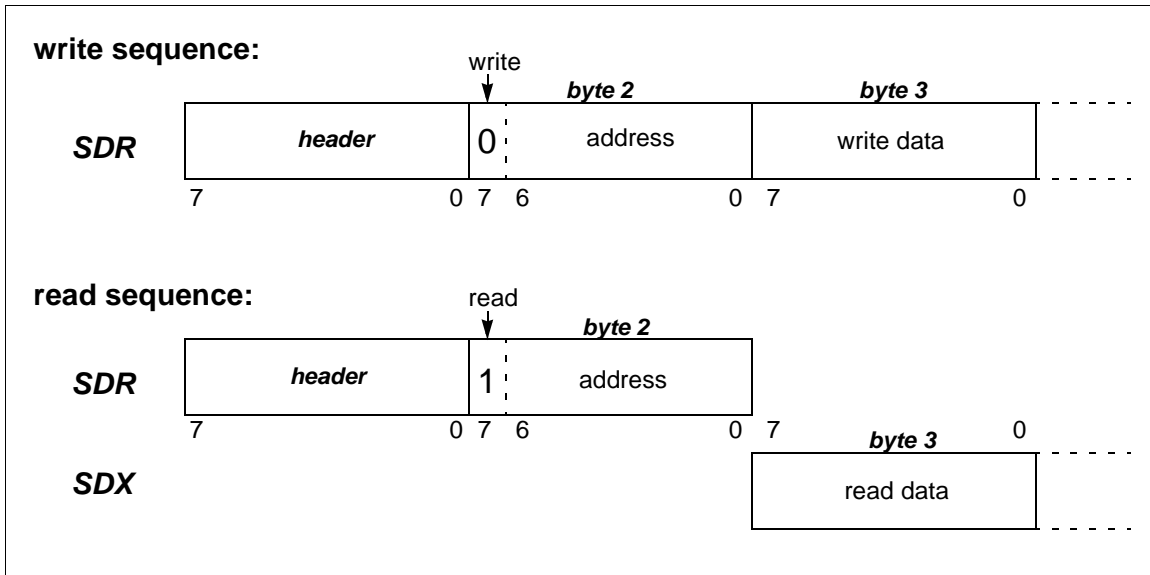 write sequence:
write
byte 2 byte 3
SDR header 0 address write data
7 0 7 6 0 7 0
read sequence:
read
byte 2
SDR header 1 address
7 0 7 6 0 7 0
byte 3
SDX read data